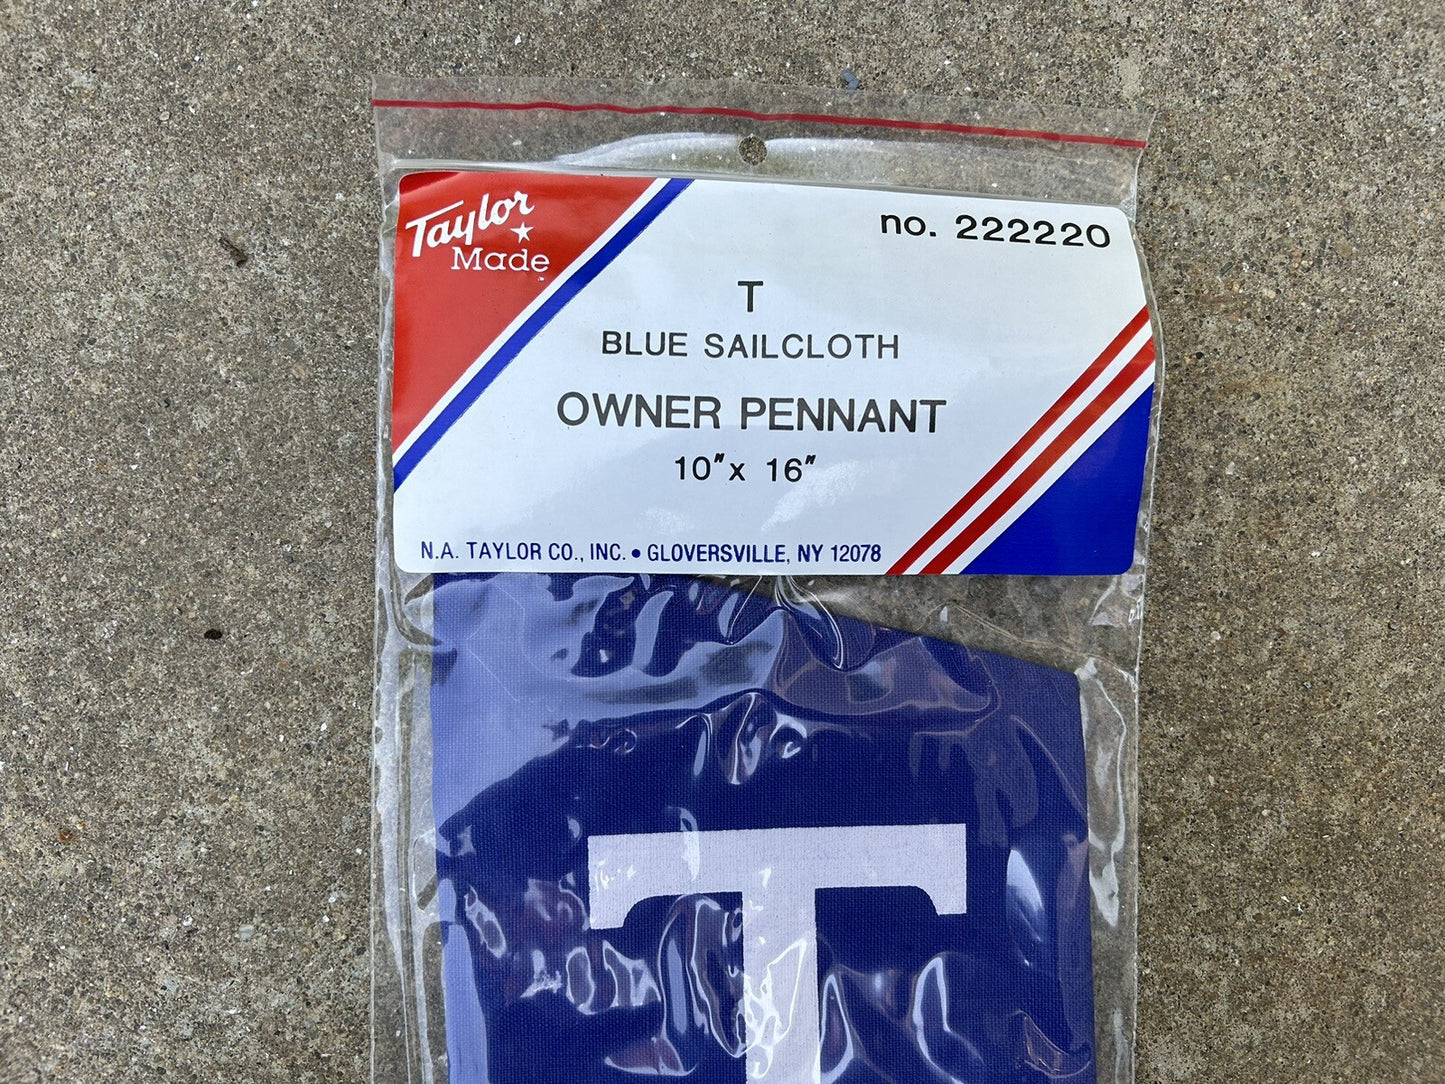 Taylor
Made
no. 222220
T
BLUE SAILCLOTH
OWNER PENNANT
10" x 16"
N.A. TAYLOR CO., INC. • GLOVERSVILLE, NY 12078
T